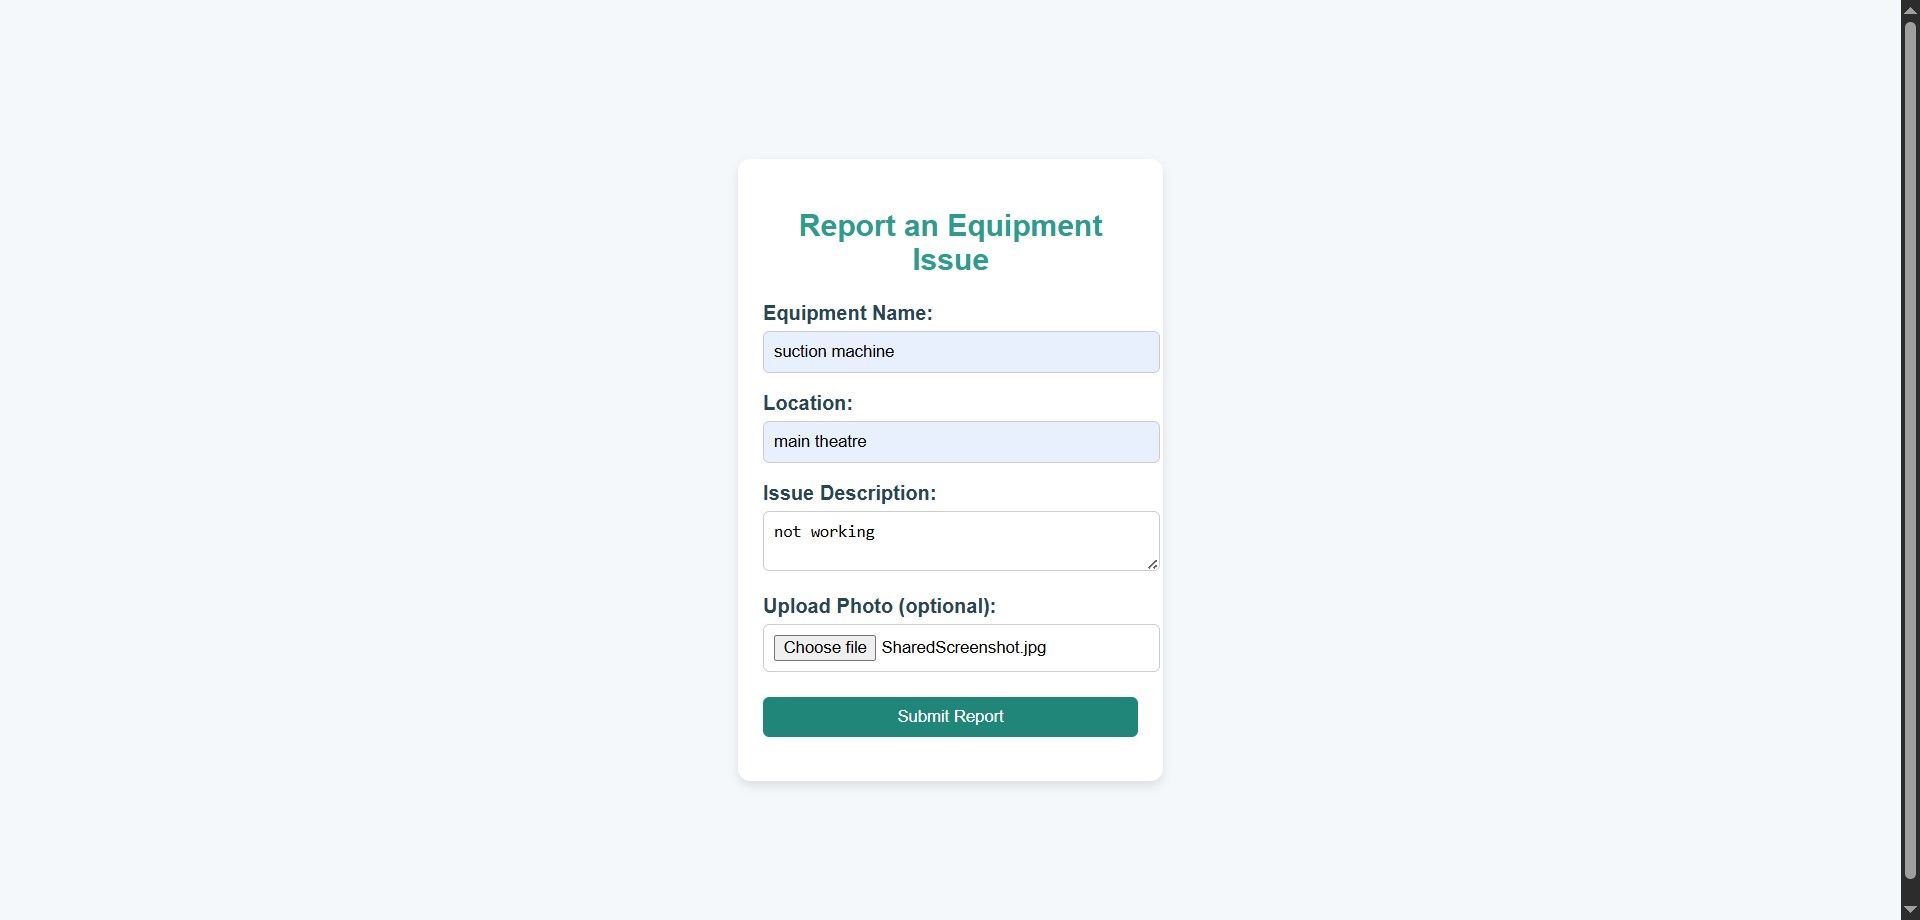 Report an Equipment
Issue
Equipment Name:
suction machine
Location:
main theatre
Issue Description:
not working
Upload Photo (optional):
Choose file SharedScreenshot.jpg
Submit Report